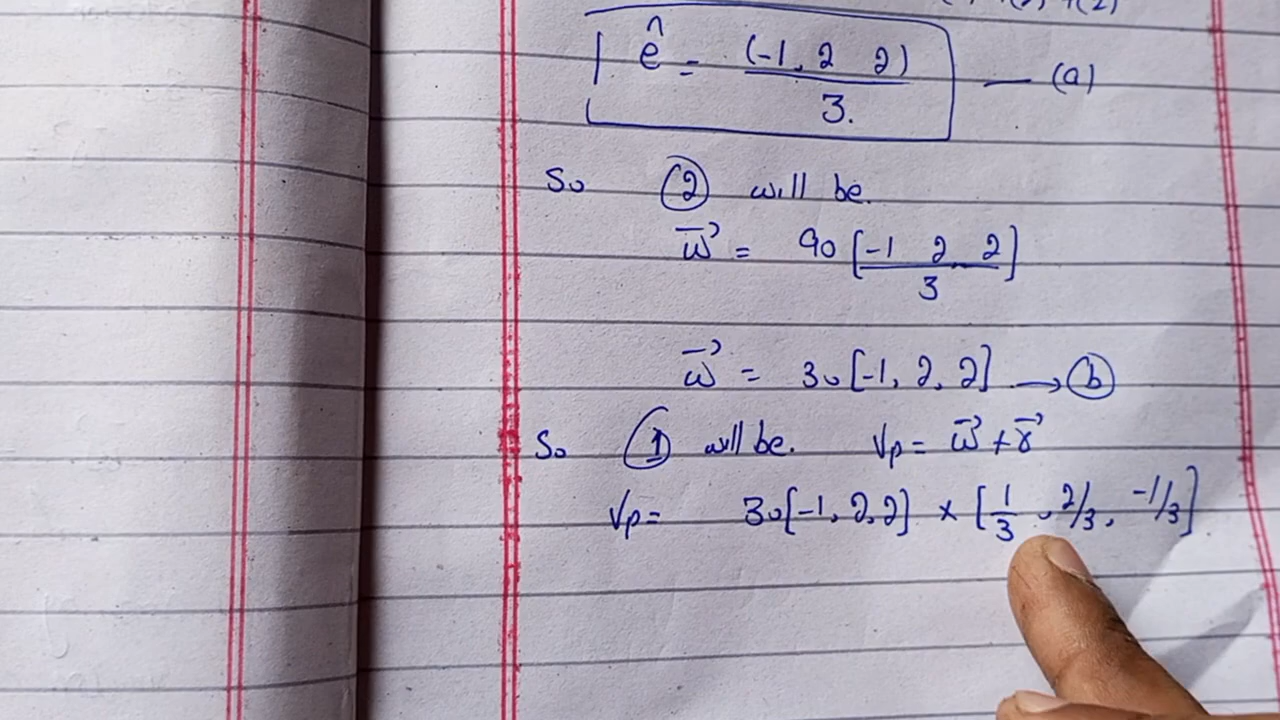 ê = (-1, 2 2) / 3. — (a)
So ② will be.
ω⃗ = 90 [-1 2 2] / 3
ω⃗ = 30 [-1, 2, 2] → ⓑ
So ① will be. Vp = ω⃗ + r⃗
Vp = 30[-1, 2, 2] × [1/3, 2/3, -1/3]